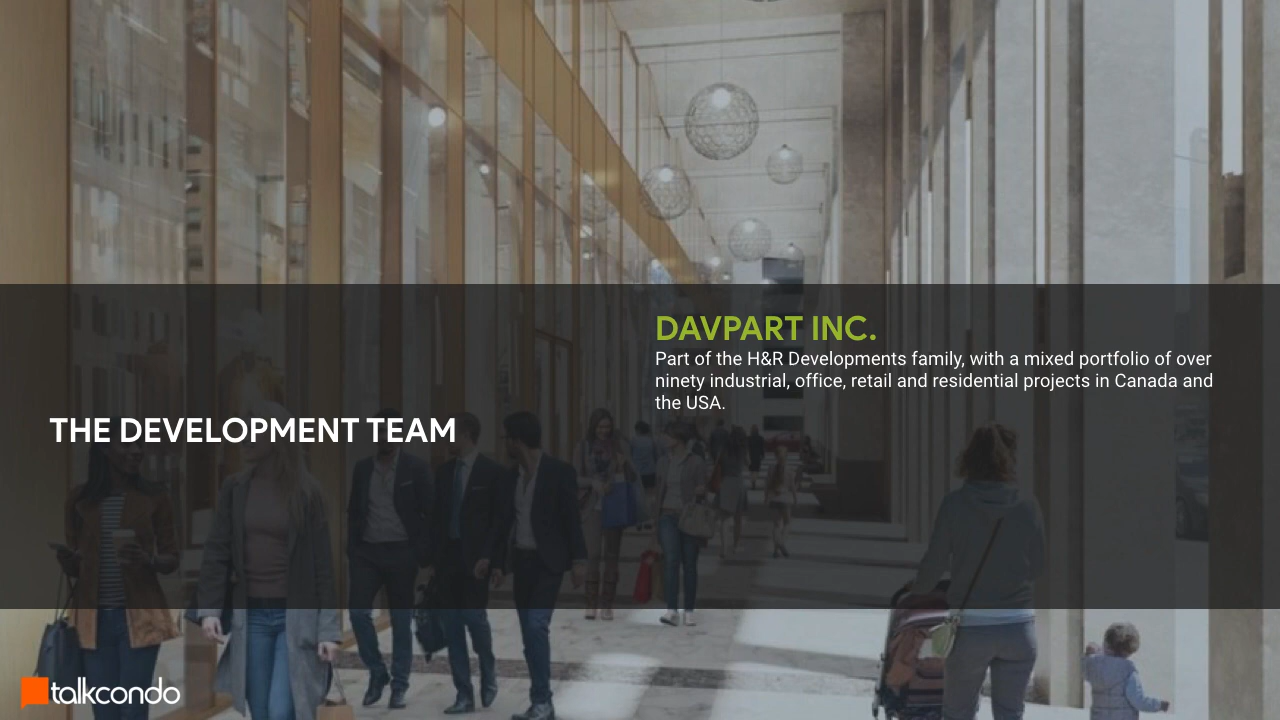 DAVPART INC.
Part of the H&R Developments family, with a mixed portfolio of over
ninety industrial, office, retail and residential projects in Canada and
the USA.
THE DEVELOPMENT TEAM
talkcondo